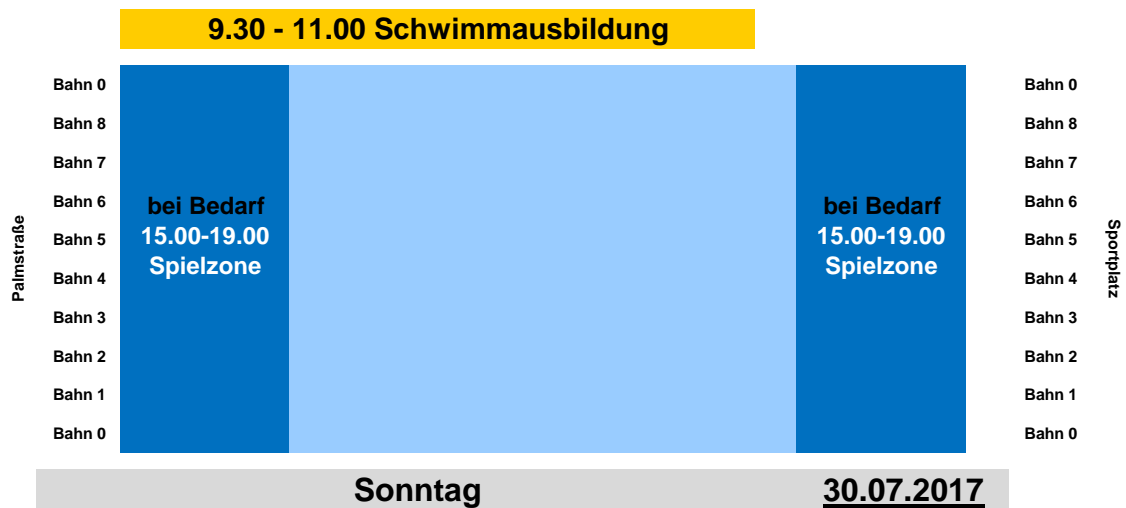 9.30 - 11.00 Schwimmausbildung
Palmstraße
Bahn 0
Bahn 8
Bahn 7
Bahn 6
Bahn 5
Bahn 4
Bahn 3
Bahn 2
Bahn 1
Bahn 0
bei Bedarf
15.00-19.00
Spielzone
bei Bedarf
15.00-19.00
Spielzone
Bahn 0
Bahn 8
Bahn 7
Bahn 6
Bahn 5
Bahn 4
Bahn 3
Bahn 2
Bahn 1
Bahn 0
Sportplatz
Sonntag 30.07.2017